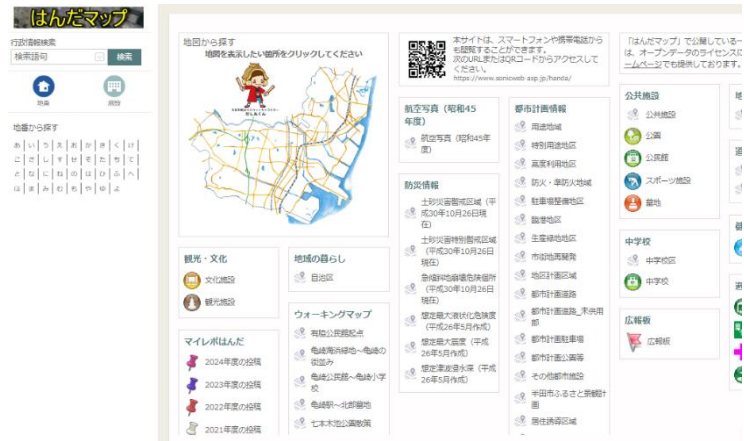 はんだマップ
行政情報検索
検索語句
検索
地番
施設
地番から探す
あ い う え お か き く け
こ さ し す せ そ た ち て
と な に ね の は ひ ふ へ
ほ ま み む も や ゆ よ
地図から探す
地図を表示したい箇所をクリックしてください
本サイトは、スマートフォンや携帯電話から
も閲覧することができます。
次のURLまたはQRコードからアクセスして
ください。
https://www.sonicweb-asp.jp/handa/
「はんだマップ」で公開している一
は、オープンデータのライセンスに
ームページでも提供しております。
観光・文化
文化施設
観光施設
マイレポはんだ
2024年度の投稿
2023年度の投稿
2022年度の投稿
2021年度の投稿
地域の暮らし
自治区
ウォーキングマップ
有脇公民館起点
亀崎海浜緑地～亀崎の
街並み
亀崎公民館～亀崎小学
校
亀崎駅～北部墓地
七本木池公園散策
航空写真（昭和45
年度）
航空写真（昭和45年
度）
防災情報
土砂災害警戒区域（平
成30年10月26日現
在）
土砂災害特別警戒区域
（平成30年10月26日
現在）
急傾斜地崩壊危険箇所
（平成30年10月26日
現在）
想定最大液状化危険度
（平成26年5月作成）
想定最大震度（平成
26年5月作成）
想定津波浸水深（平成
26年5月作成）
都市計画情報
用途地域
特別用途地区
高度利用地区
防火・準防火地域
駐車場整備地区
臨港地区
生産緑地地区
市街地再開発
地区計画区域
都市計画道路
都市計画道路_未供用
部
都市計画駐車場
都市計画公園等
その他都市施設
半田市ふるさと景観計
画
居住誘導区域
公共施設
公共施設
公園
公民館
スポーツ施設
墓地
中学校
中学校区
中学校
広報板
広報板